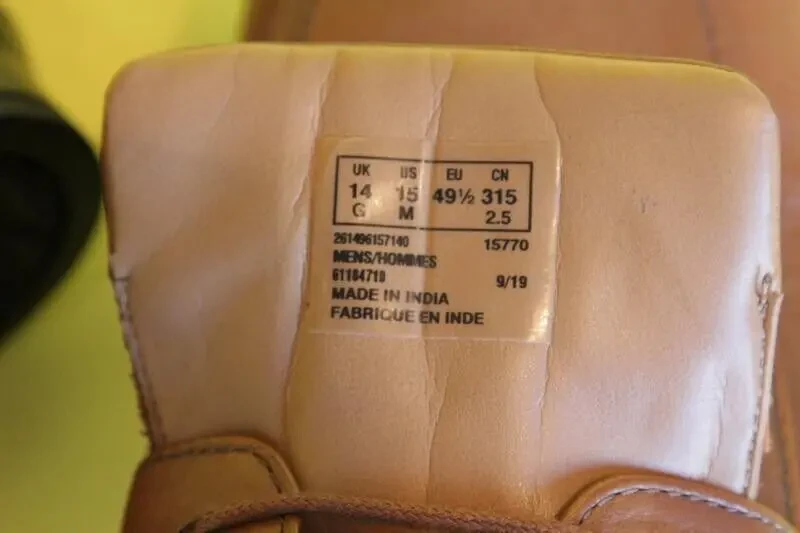 UK US EU CN
14 15 49½ 315
G M 2.5
261496157140 15770
MENS/HOMMES
61184710 9/19
MADE IN INDIA
FABRIQUE EN INDE